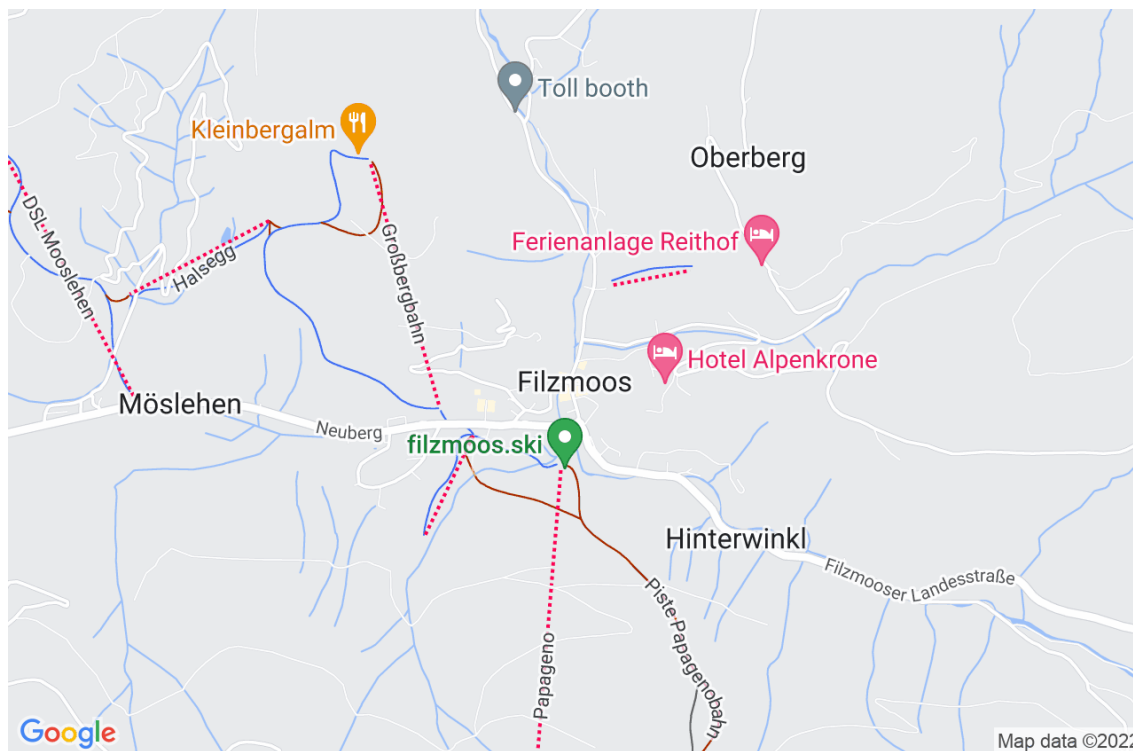 Toll booth
Kleinbergalm
Oberberg
DSL-Mooslehen
Halsegg
Großbergbahn
Ferienanlage Reithof
Hotel Alpenkrone
Filzmoos
Möslehen
Neuberg
filzmoos.ski
Hinterwinkl
Filzmooser Landesstraße
Papageno
Piste-Papagenobahn
Google
Map data ©2022